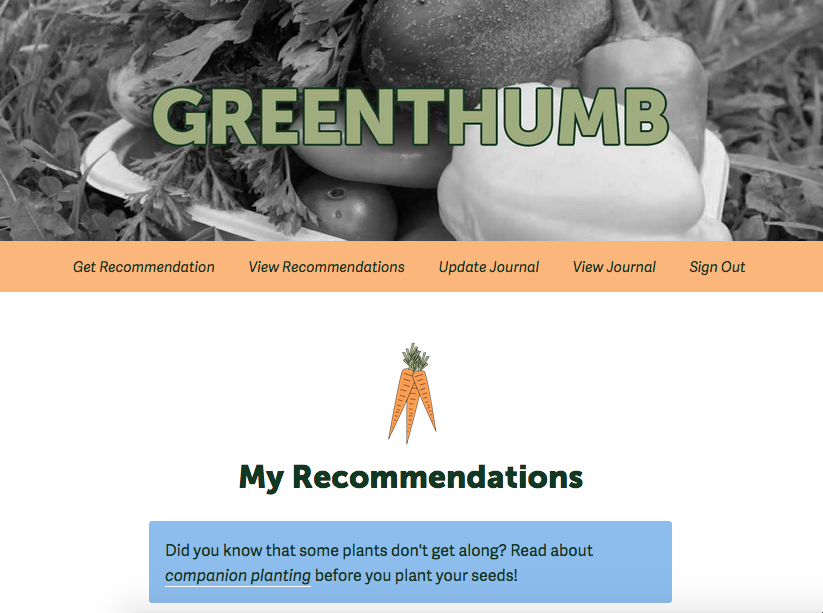 GREENTHUMB
Get Recommendation View Recommendations Update Journal View Journal Sign Out
My Recommendations
Did you know that some plants don't get along? Read about
companion planting before you plant your seeds!